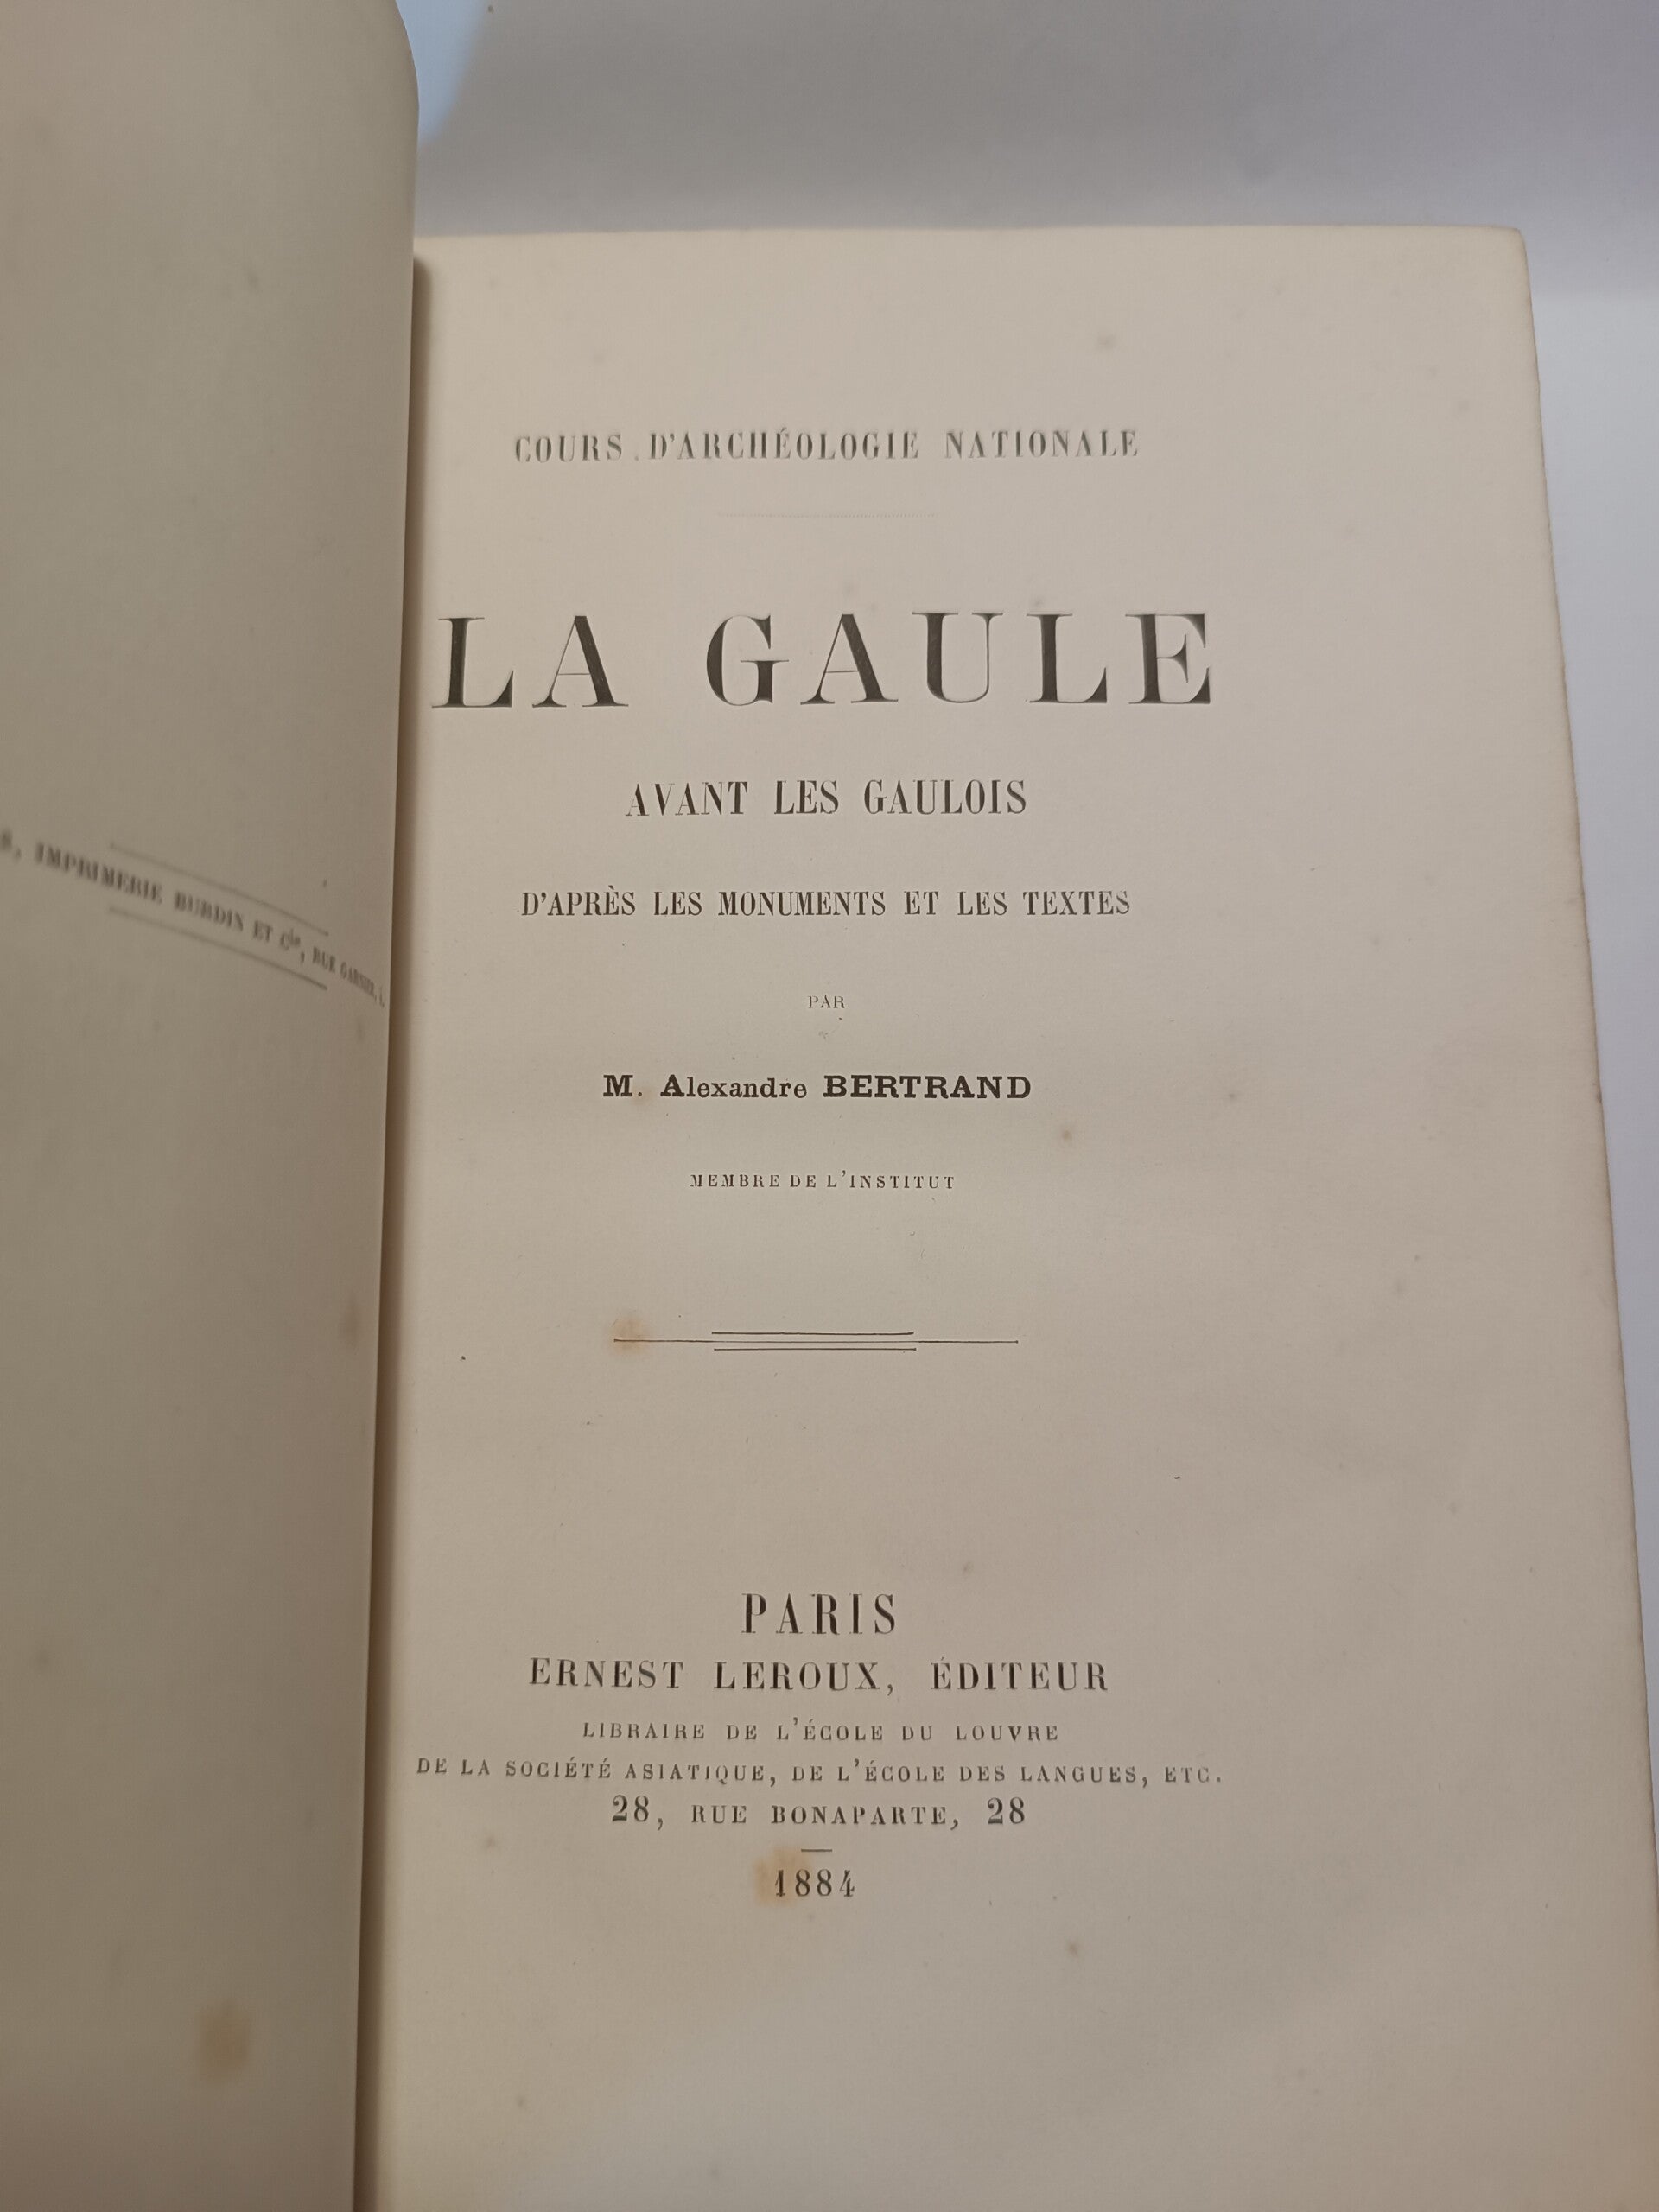 IMPRIMERIE BURDIN ET Cie, RUE GARNIER, 4.
COURS D'ARCHÉOLOGIE NATIONALE
LA GAULE
AVANT LES GAULOIS
D'APRÈS LES MONUMENTS ET LES TEXTES
PAR
M. Alexandre BERTRAND
MEMBRE DE L'INSTITUT
PARIS
ERNEST LEROUX, ÉDITEUR
LIBRAIRE DE L'ÉCOLE DU LOUVRE
DE LA SOCIÉTÉ ASIATIQUE, DE L'ÉCOLE DES LANGUES, ETC.
28, RUE BONAPARTE, 28
1884